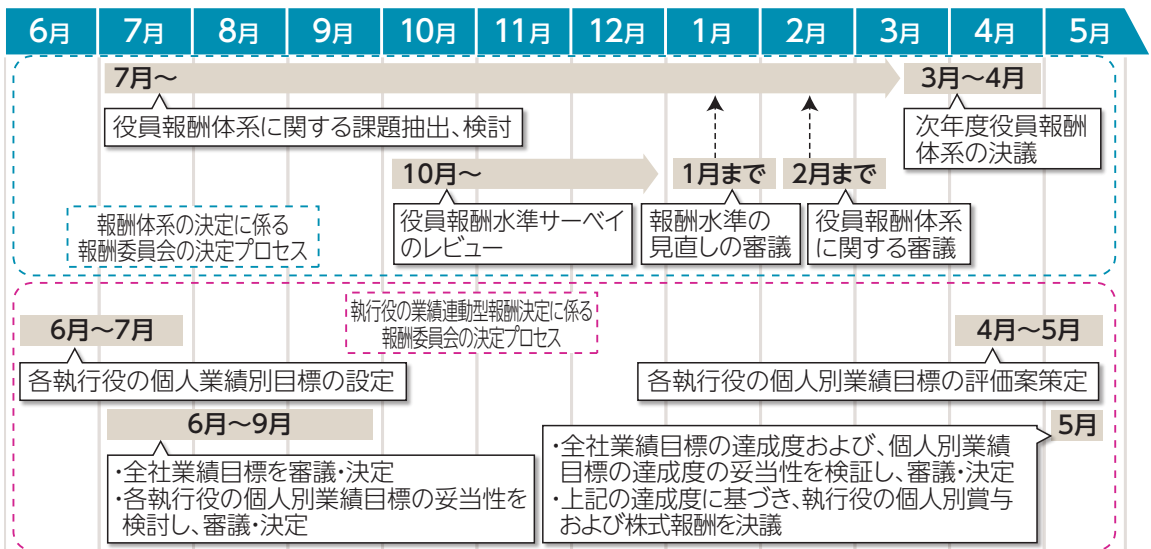 6月 7月 8月 9月 10月 11月 12月 1月 2月 3月 4月 5月
7月～
役員報酬体系に関する課題抽出、検討
3月～4月
次年度役員報酬
体系の決議
10月～
役員報酬水準サーベイ
のレビュー
1月まで
報酬水準の
見直しの審議
2月まで
役員報酬体系
に関する審議
報酬体系の決定に係る
報酬委員会の決定プロセス
執行役の業績連動型報酬決定に係る
報酬委員会の決定プロセス
6月～7月
各執行役の個人業績別目標の設定
4月～5月
各執行役の個人別業績目標の評価案策定
6月～9月
・全社業績目標を審議・決定
・各執行役の個人別業績目標の妥当性を
検討し、審議・決定
5月
・全社業績目標の達成度および、個人別業績
目標の達成度の妥当性を検証し、審議・決定
・上記の達成度に基づき、執行役の個人別賞与
および株式報酬を決議